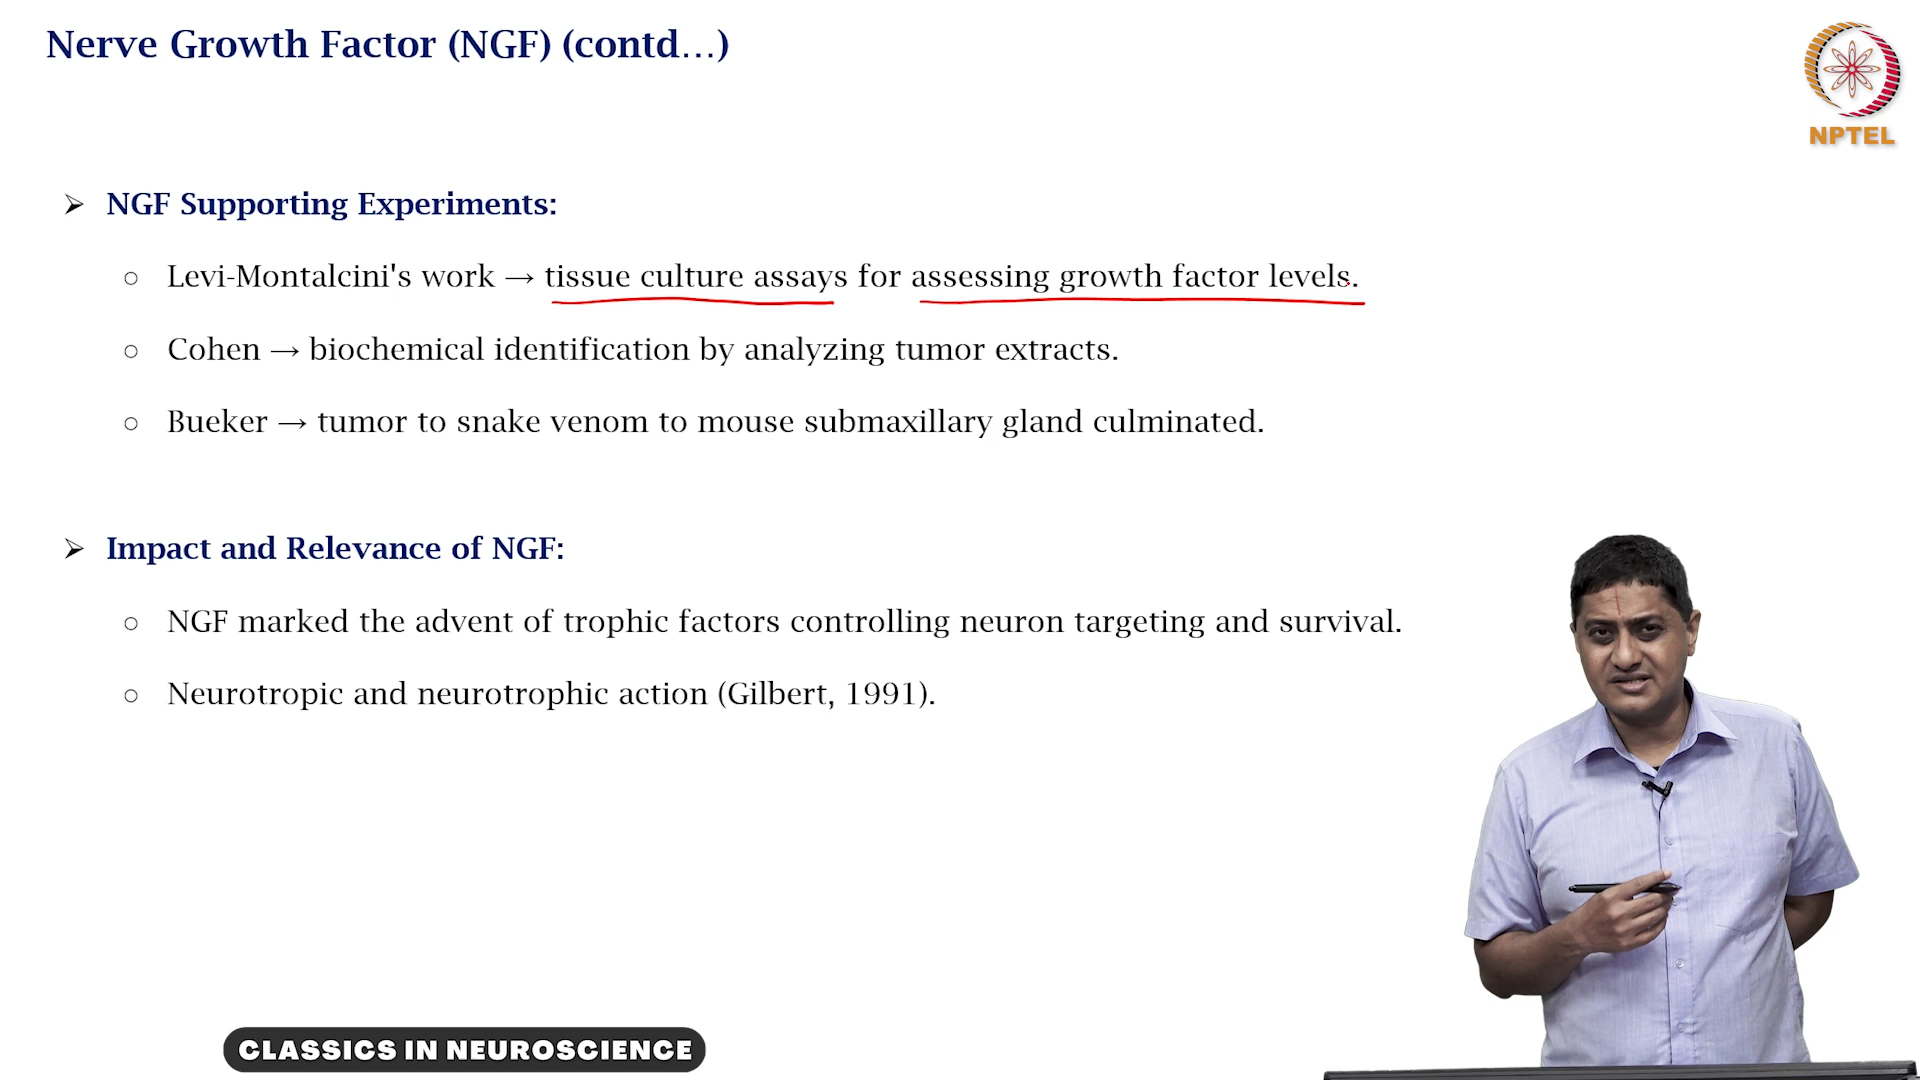 Nerve Growth Factor (NGF) (contd...)
NPTEL
➢ NGF Supporting Experiments:
○ Levi-Montalcini's work → tissue culture assays for assessing growth factor levels.
○ Cohen → biochemical identification by analyzing tumor extracts.
○ Bueker → tumor to snake venom to mouse submaxillary gland culminated.
➢ Impact and Relevance of NGF:
○ NGF marked the advent of trophic factors controlling neuron targeting and survival.
○ Neurotropic and neurotrophic action (Gilbert, 1991).
CLASSICS IN NEUROSCIENCE